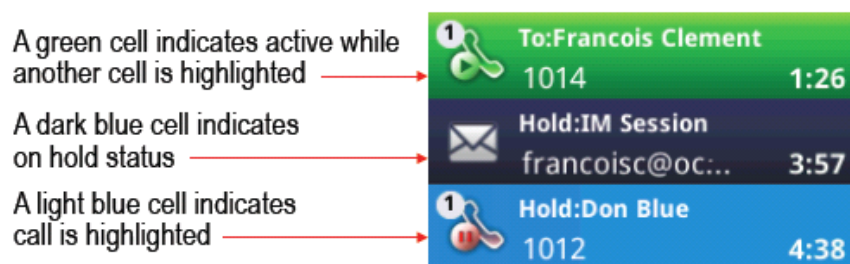 A green cell indicates active while
another cell is highlighted
1 To:Francois Clement
1014 1:26
A dark blue cell indicates
on hold status
Hold:IM Session
francoisc@oc:.. 3:57
A light blue cell indicates
call is highlighted
1 Hold:Don Blue
1012 4:38